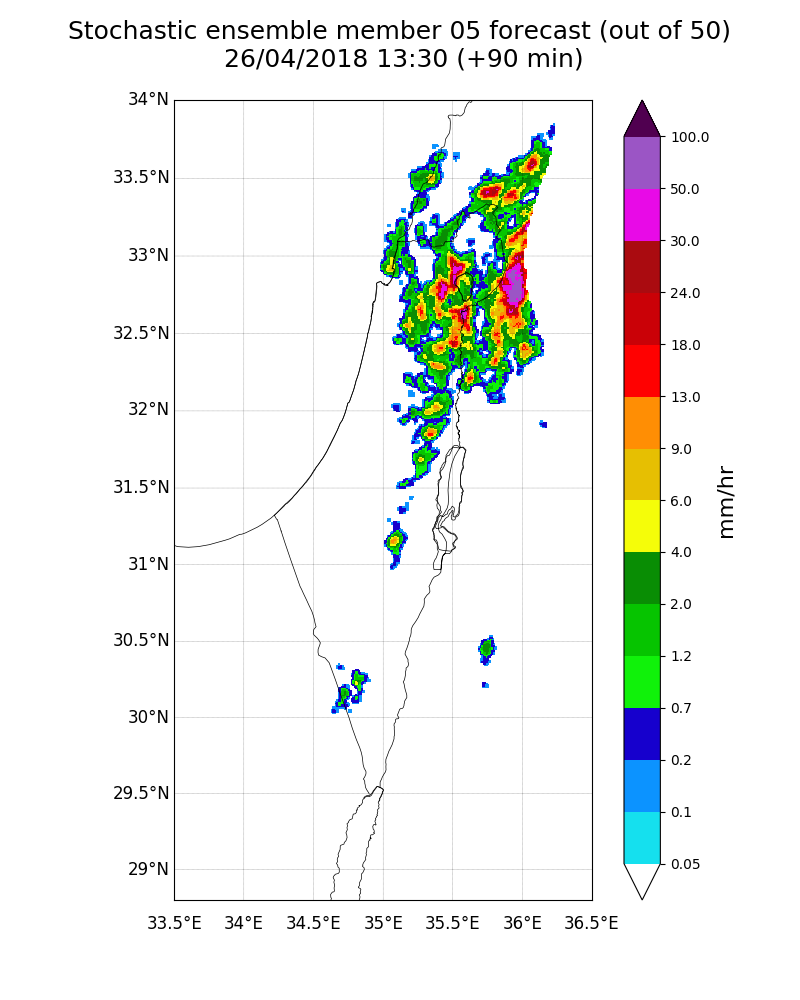 Stochastic ensemble member 05 forecast (out of 50)
26/04/2018 13:30 (+90 min)
34°N
33.5°N
33°N
32.5°N
32°N
31.5°N
31°N
30.5°N
30°N
29.5°N
29°N
33.5°E
34°E
34.5°E
35°E
35.5°E
36°E
36.5°E
100.0
50.0
30.0
24.0
18.0
13.0
9.0
6.0
4.0
2.0
1.2
0.7
0.2
0.1
0.05
mm/hr